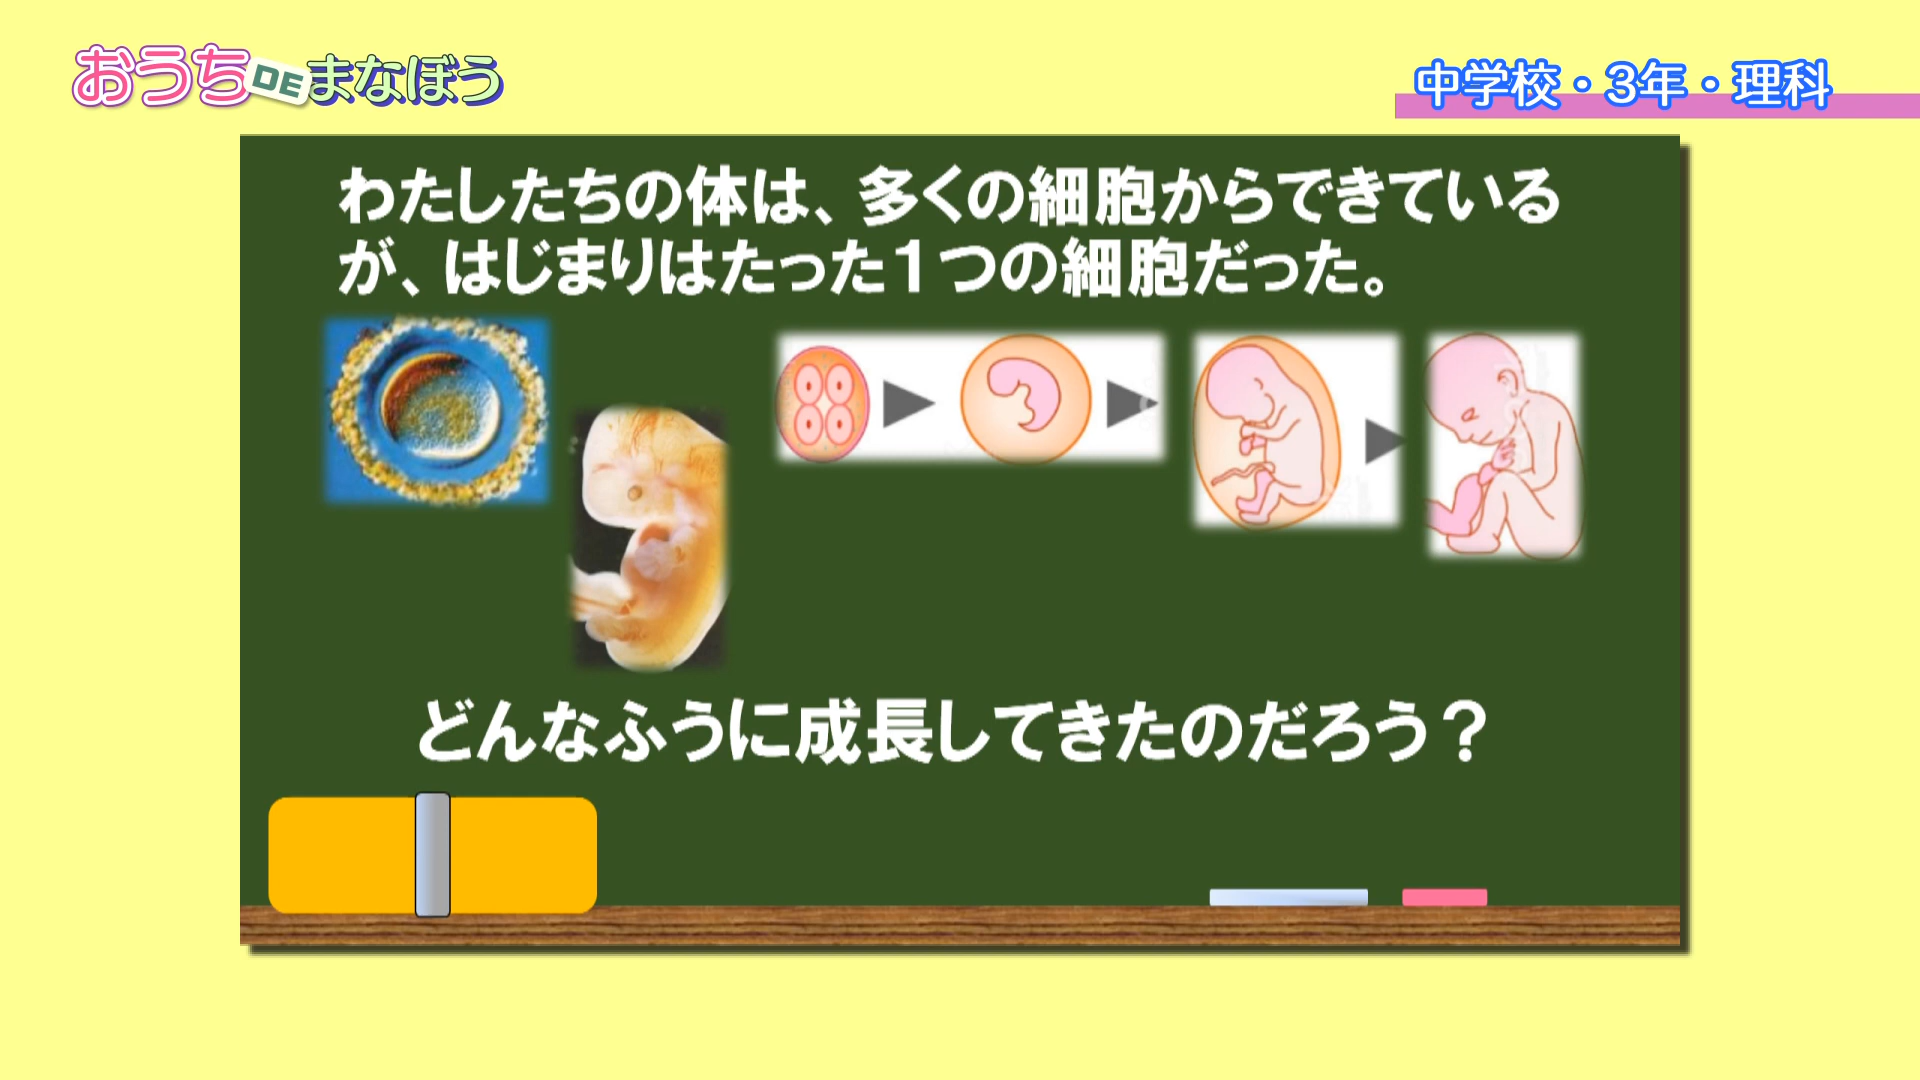 おうちDEまなぼう
中学校・3年・理科
わたしたちの体は、多くの細胞からできている
が、はじまりはたった1つの細胞だった。
どんなふうに成長してきたのだろう?